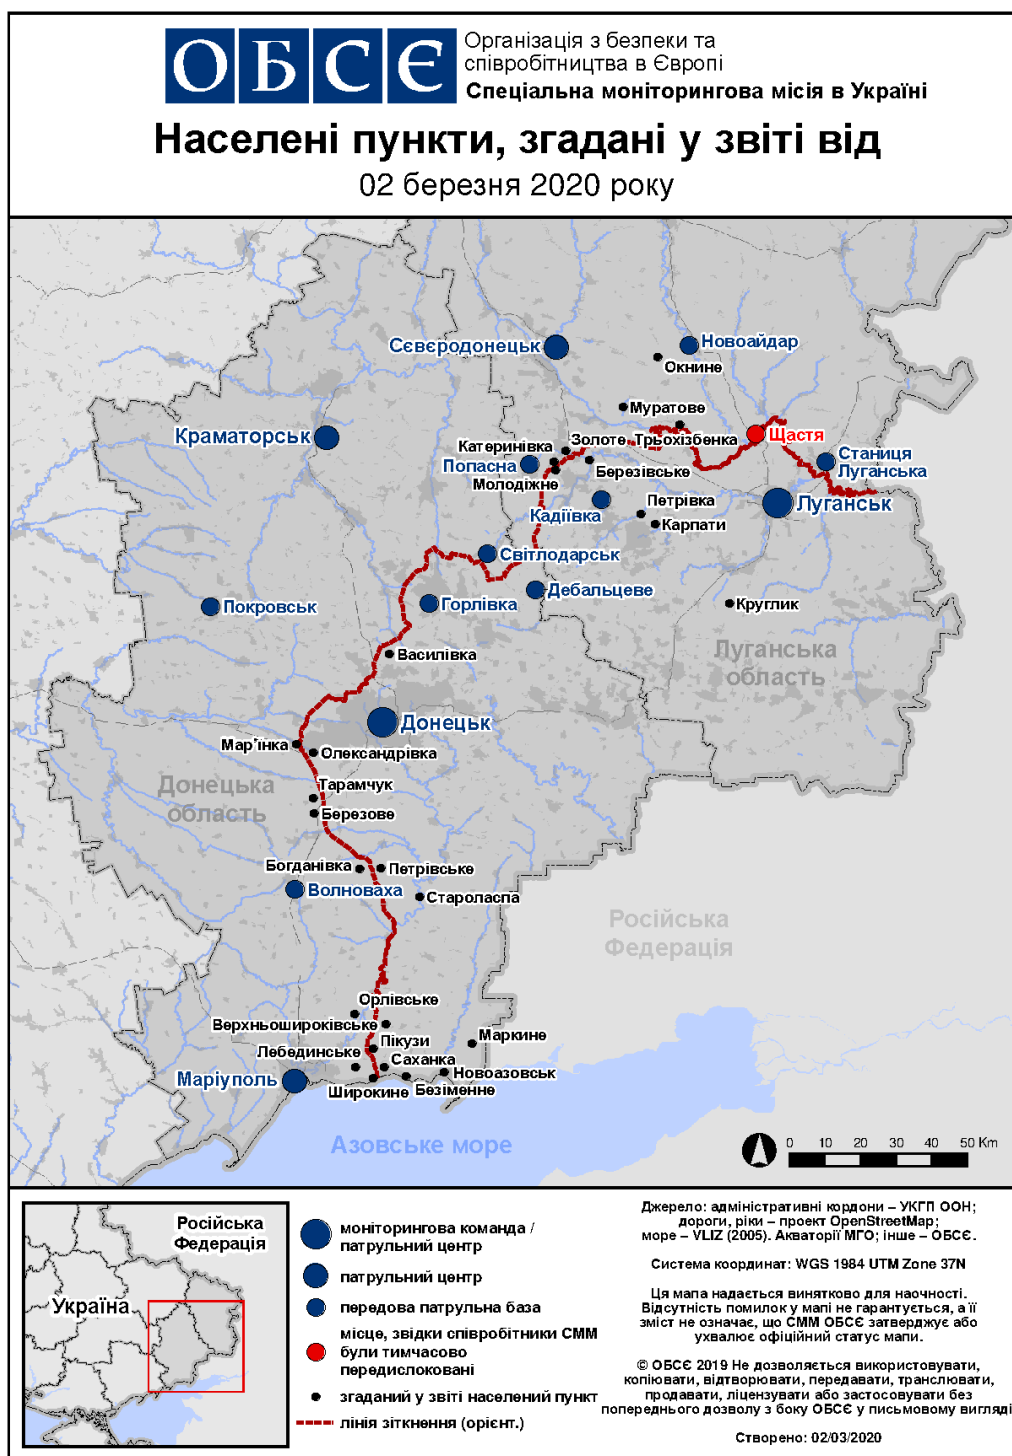 ОБСЄ
Організація з безпеки та
співробітництва в Європі
Спеціальна моніторингова місія в Україні
Населені пункти, згадані у звіті від
02 березня 2020 року
Сєвєродонецьк
Новоайдар
Окнине
Муратове
Краматорськ
Катеринівка
Золоте
Трьохізбенка
Щастя
Попасна
Березівське
Станиця
Луганська
Молодіжне
Кадіївка
Петрівка
Луганськ
Карпати
Світлодарськ
Дебальцеве
Покровськ
Горлівка
Круглик
Василівка
Луганська
область
Донецьк
Мар'їнка
Олександрівка
Донецька
область
Тарамчук
Березове
Богданівка
Петрівське
Волноваха
Староласпа
Російська
Федерація
Орлівське
Верхньошироківське
Пікузи
Маркине
Лебединське
Саханка
Новоазовськ
Маріуполь
Широкине
Безіменне
Азовське море
0 10 20 30 40 50 Km
Російська
Федерація
Україна
моніторингова команда /
патрульний центр
патрульний центр
передова патрульна база
місце, звідки співробітники СММ
були тимчасово
передислоковані
згаданий у звіті населений пункт
лінія зіткнення (орієнт.)
Джерело: адміністративні кордони – УКГП ООН;
дороги, ріки – проект OpenStreetMap;
море – VLIZ (2005). Акваторії МГО; інше – ОБСЄ.
Система координат: WGS 1984 UTM Zone 37N
Ця мапа надається винятково для наочності.
Відсутність помилок у мапі не гарантується, а її
зміст не означає, що СММ ОБСЄ затверджує або
ухвалює офіційний статус мапи.
© ОБСЄ 2019 Не дозволяється використовувати,
копіювати, відтворювати, передавати, транслювати,
продавати, ліцензувати або застосовувати без
попереднього дозволу з боку ОБСЄ у письмовому вигляді
Створено: 02/03/2020